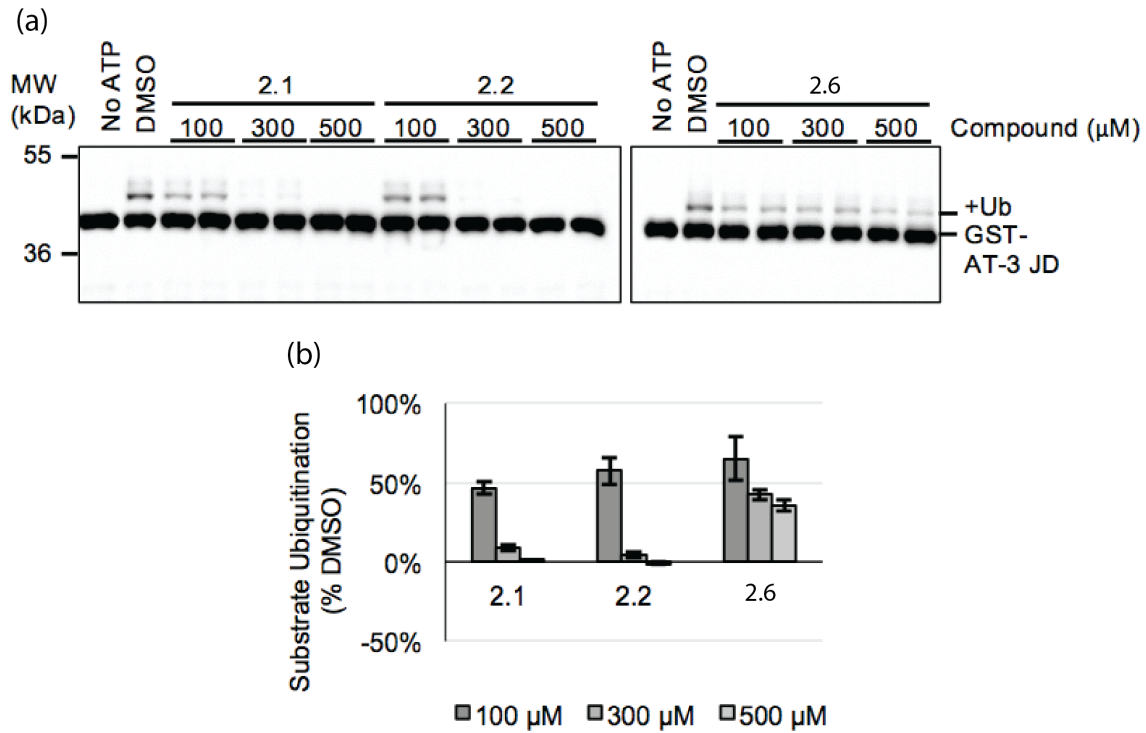 (a)
No ATP
DMSO
2.1
2.2
No ATP
DMSO
2.6
MW
(kDa)
100 300 500 100 300 500
100 300 500 Compound (µM)
55
36
+Ub
GST-
AT-3 JD
(b)
Substrate Ubiquitination
(% DMSO)
100%
50%
0%
-50%
2.1 2.2 2.6
100 µM 300 µM 500 µM